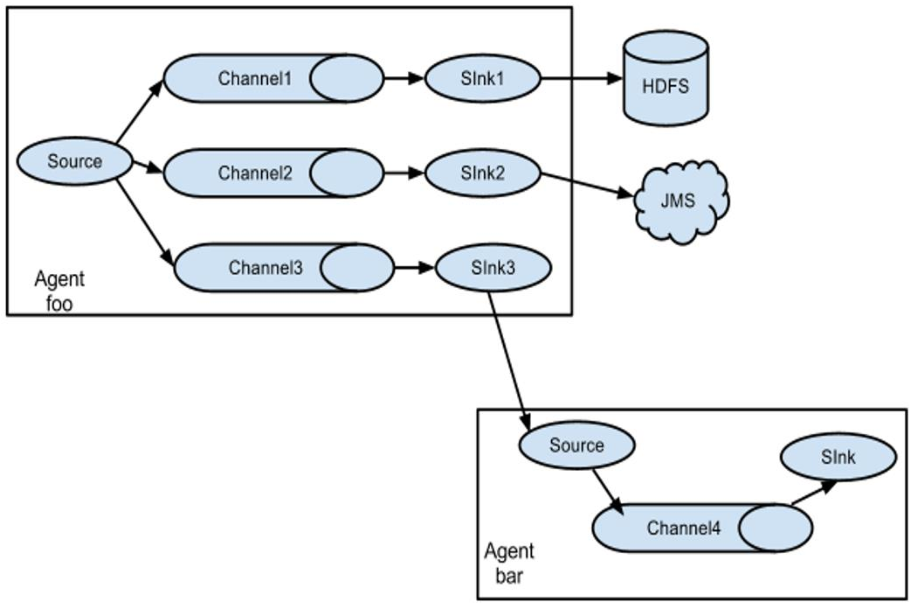 Channel1
SInk1
HDFS
Source
Channel2
SInk2
JMS
Channel3
SInk3
Agent
foo
Source
SInk
Channel4
Agent
bar